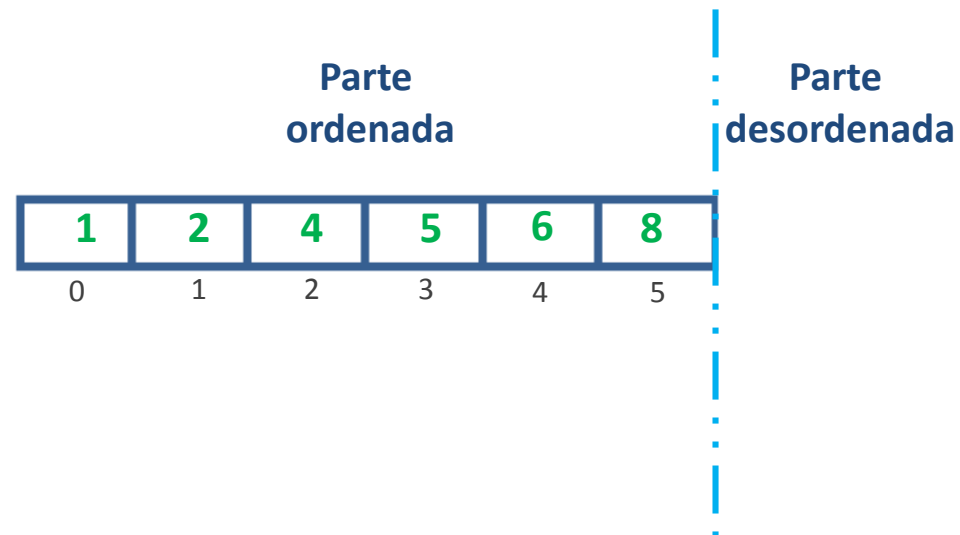 Parte
ordenada
Parte
desordenada
1 2 4 5 6 8
0 1 2 3 4 5